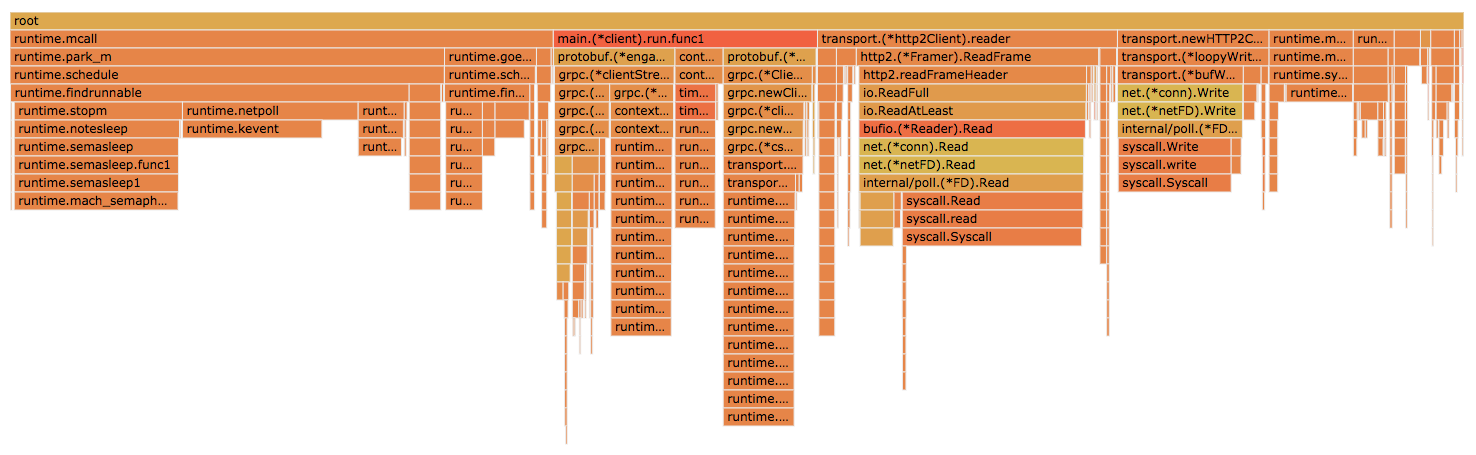 root
runtime.mcall main.(*client).run.func1 transport.(*http2Client).reader transport.newHTTP2C... runtime.m... run...
runtime.park_m runtime.goe... protobuf.(*enga... cont... protobuf.(*... http2.(*Framer).ReadFrame transport.(*loopyWrit... runtime.m...
runtime.schedule runtime.sch... grpc.(*clientStre... cont... grpc.(*Clie... http2.readFrameHeader transport.(*bufW... runtime.sy...
runtime.findrunnable runtime.fin... grpc.(... grpc.(*... tim... grpc.newCli... io.ReadFull net.(*conn).Write runtime...
runtime.stopm runtime.netpoll runt... ru... grpc.(... context... tim... grpc.(*cli... io.ReadAtLeast net.(*netFD).Write
runtime.notesleep runtime.kevent runt... ru... grpc.(... context... run... grpc.new... bufio.(*Reader).Read internal/poll.(*FD...
runtime.semasleep runt... ru... grpc... runtim... run... grpc.(*cs... net.(*conn).Read syscall.Write
runtime.semasleep.func1 ru... runtim... run... transport.... net.(*netFD).Read syscall.write
runtime.semasleep1 ru... runtim... run... transpor... internal/poll.(*FD).Read syscall.Syscall
runtime.mach_semaph... ru... runtim... run... runtime.... syscall.Read
runtim... run... runtime.... syscall.read
runtim... runtime.... syscall.Syscall
runtim... runtime....
runtim... runtime....
runtim... runtime....
runtim... runtime....
runtim... runtime....
runtime....
runtime....
runtime....
runtime....
runtime....